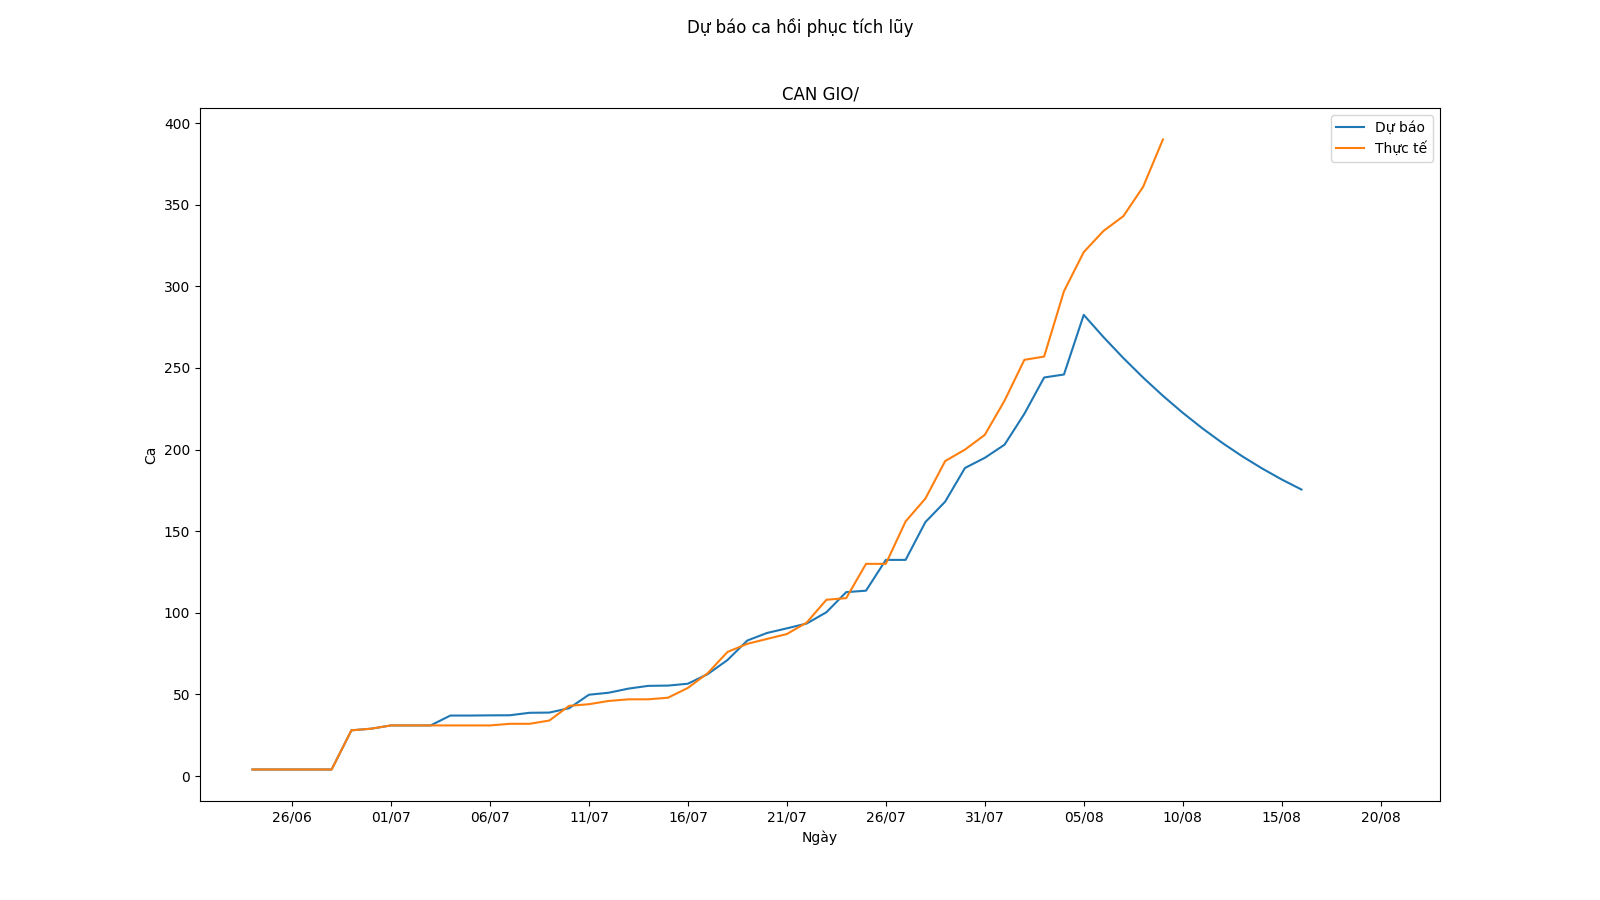 Dự báo ca hồi phục tích lũy
CAN GIO/
Dự báo
Thực tế
400
350
300
250
200
150
100
50
0
Ca
26/06 01/07 06/07 11/07 16/07 21/07 26/07 31/07 05/08 10/08 15/08 20/08
Ngày